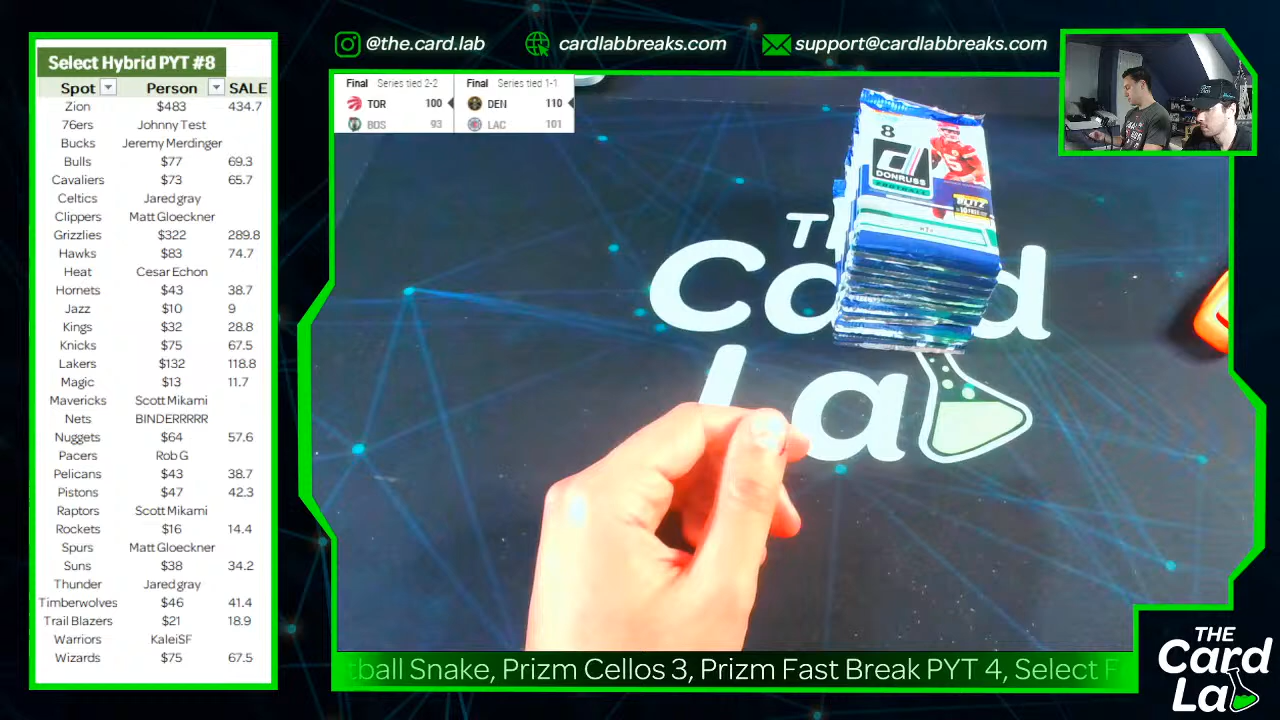 Select Hybrid PYT #8
Spot Person SALE
Zion $483 434.7
76ers Johnny Test
Bucks Jeremy Merdinger
Bulls $77 69.3
Cavaliers $73 65.7
Celtics Jared gray
Clippers Matt Gloeckner
Grizzlies $322 289.8
Hawks $83 74.7
Heat Cesar Echon
Hornets $43 38.7
Jazz $10 9
Kings $32 28.8
Knicks $75 67.5
Lakers $132 118.8
Magic $13 11.7
Mavericks Scott Mikami
Nets BINDERRRRR
Nuggets $64 57.6
Pacers Rob G
Pelicans $43 38.7
Pistons $47 42.3
Raptors Scott Mikami
Rockets $16 14.4
Spurs Matt Gloeckner
Suns $38 34.2
Thunder Jared gray
Timberwolves $46 41.4
Trail Blazers $21 18.9
Warriors KaleiSF
Wizards $75 67.5
@the.card.lab cardlabbreaks.com support@cardlabbreaks.com
Final Series tied 2-2
TOR 100
BOS 93
Final Series tied 1-1
DEN 110
LAC 101
8
DONRUSS
FOOTBALL
Card
La
tball Snake, Prizm Cellos 3, Prizm Fast Break PYT 4, Select F
THE
Card
La